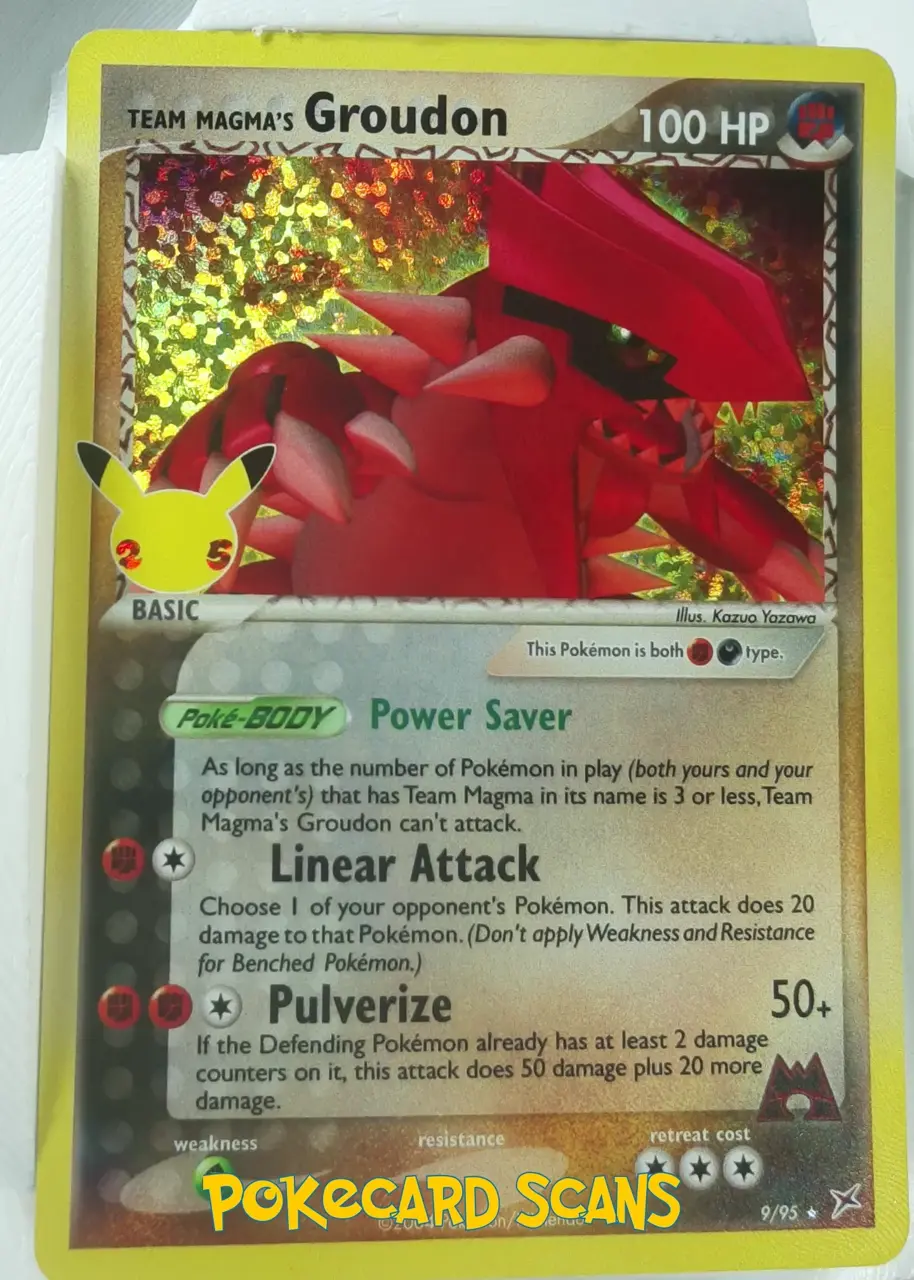 TEAM MAGMA'S Groudon 100 HP
2 5
BASIC
Illus. Kazuo Yazawa
This Pokémon is both type.
Poké-BODY Power Saver
As long as the number of Pokémon in play (both yours and your
opponent's) that has Team Magma in its name is 3 or less, Team
Magma's Groudon can't attack.
Linear Attack
Choose 1 of your opponent's Pokémon. This attack does 20
damage to that Pokémon. (Don't apply Weakness and Resistance
for Benched Pokémon.)
Pulverize 50+
If the Defending Pokémon already has at least 2 damage
counters on it, this attack does 50 damage plus 20 more
damage.
weakness resistance retreat cost
POKECARD SCANS
©2004
9/95